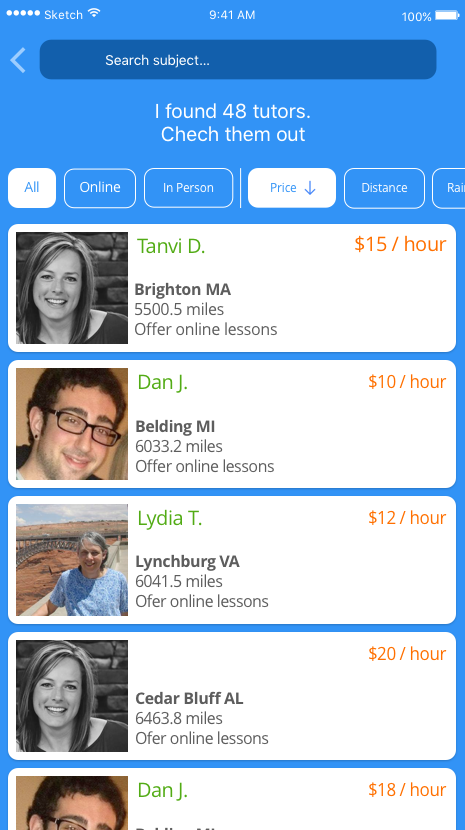 Sketch 9:41 AM 100%
Search subject...
I found 48 tutors.
Chech them out
All Online In Person Price Distance
Tanvi D. $15 / hour
Brighton MA
5500.5 miles
Offer online lessons
Dan J. $10 / hour
Belding MI
6033.2 miles
Offer online lessons
Lydia T. $12 / hour
Lynchburg VA
6041.5 miles
Ofer online lessons
$20 / hour
Cedar Bluff AL
6463.8 miles
Ofer online lessons
Dan J. $18 / hour